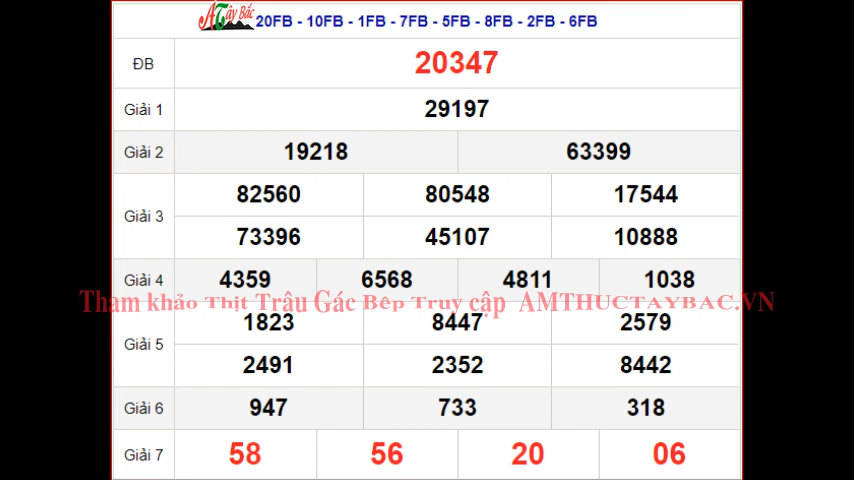 ATây Bắc 20FB - 10FB - 1FB - 7FB - 5FB - 8FB - 2FB - 6FB
ĐB 20347
Giải 1 29197
Giải 2 19218 63399
Giải 3 82560 80548 17544
73396 45107 10888
Giải 4 4359 6568 4811 1038
Tham khảo Thịt Trâu Gác Bếp Truy cập AMTHUCTAYBAC.VN
Giải 5 1823 8447 2579
2491 2352 8442
Giải 6 947 733 318
Giải 7 58 56 20 06